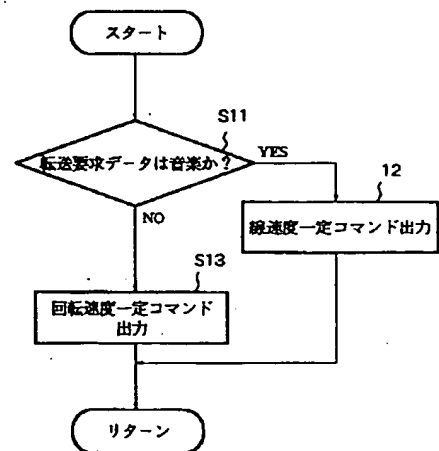 スタート
S11
転送要求データは音楽か?
YES
12
線速度一定コマンド出力
NO
S13
回転速度一定コマンド
出力
リターン